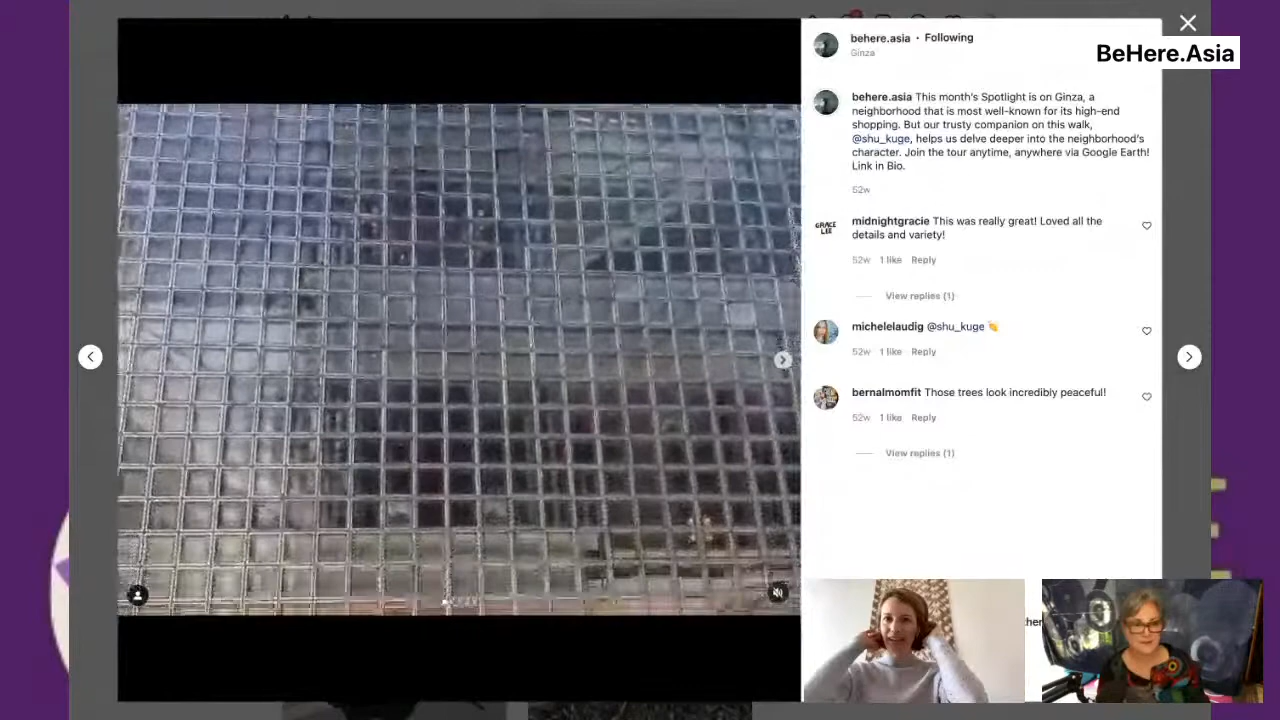 BeHere.Asia
behere.asia • Following
Ginza
behere.asia This month's Spotlight is on Ginza, a
neighborhood that is most well-known for its high-end
shopping. But our trusty companion on this walk,
@shu_kuge, helps us delve deeper into the neighborhood's
character. Join the tour anytime, anywhere via Google Earth!
Link in Bio.
52w
GRACE
LEE
midnightgracie This was really great! Loved all the
details and variety!
52w 1 like Reply
View replies (1)
michelelaudig @shu_kuge 👏
52w 1 like Reply
bernalmomfit Those trees look incredibly peaceful!
52w 1 like Reply
View replies (1)